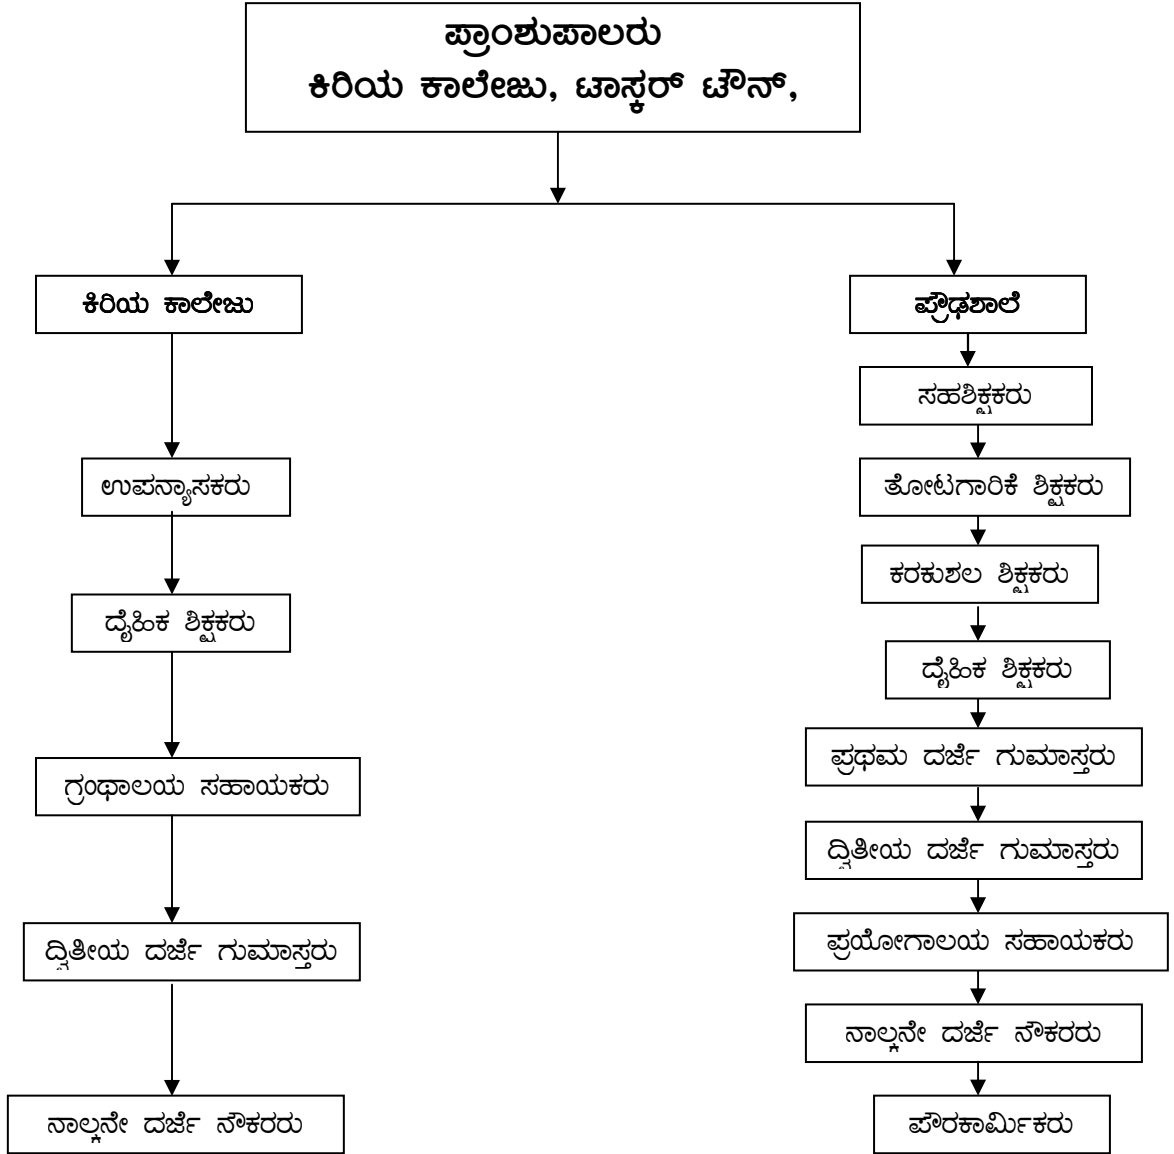 ಪ್ರಾಂಶುಪಾಲರು
ಕಿರಿಯ ಕಾಲೇಜು, ಟಾಸ್ಕರ್ ಟೌನ್,
ಕಿರಿಯ ಕಾಲೇಜು
ಉಪನ್ಯಾಸಕರು
ದೈಹಿಕ ಶಿಕ್ಷಕರು
ಗ್ರಂಥಾಲಯ ಸಹಾಯಕರು
ದ್ವಿತೀಯ ದರ್ಜೆ ಗುಮಾಸ್ತರು
ನಾಲ್ಕನೇ ದರ್ಜೆ ನೌಕರರು
ಪ್ರೌಢಶಾಲೆ
ಸಹಶಿಕ್ಷಕರು
ತೋಟಗಾರಿಕೆ ಶಿಕ್ಷಕರು
ಕರಕುಶಲ ಶಿಕ್ಷಕರು
ದೈಹಿಕ ಶಿಕ್ಷಕರು
ಪ್ರಥಮ ದರ್ಜೆ ಗುಮಾಸ್ತರು
ದ್ವಿತೀಯ ದರ್ಜೆ ಗುಮಾಸ್ತರು
ಪ್ರಯೋಗಾಲಯ ಸಹಾಯಕರು
ನಾಲ್ಕನೇ ದರ್ಜೆ ನೌಕರರು
ಪೌರಕಾರ್ಮಿಕರು